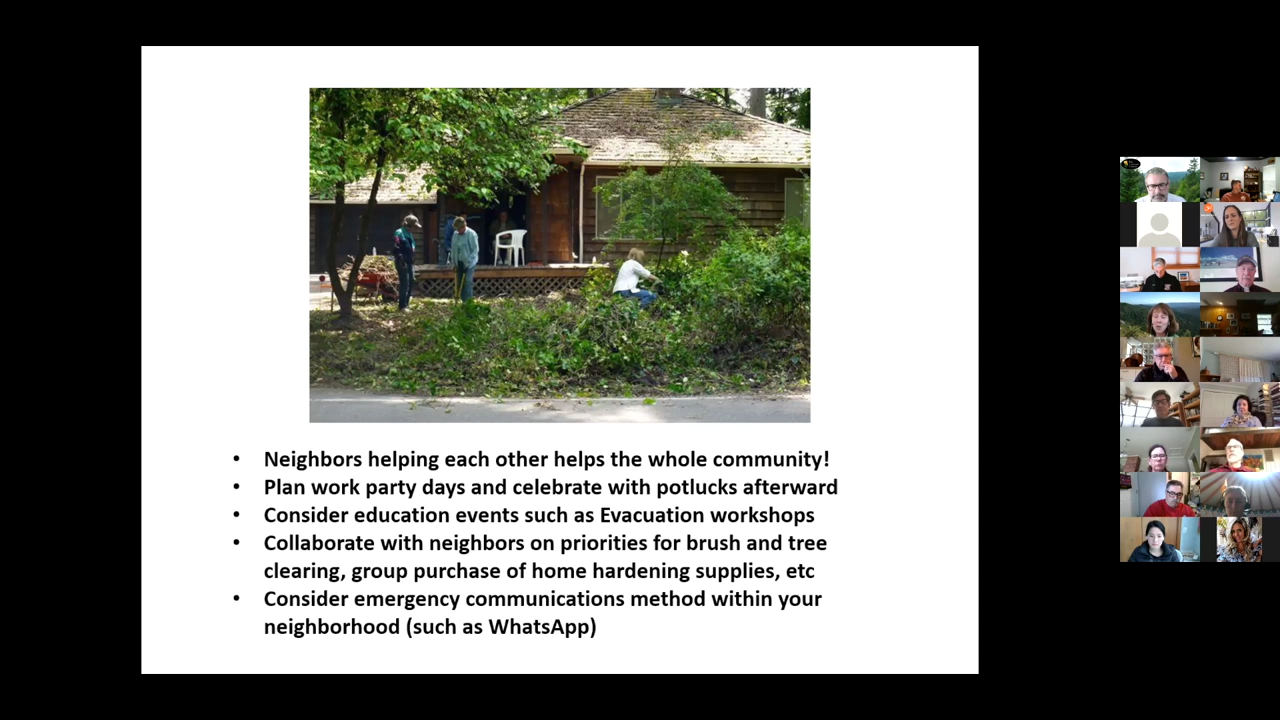 Neighbors helping each other helps the whole community!
Plan work party days and celebrate with potlucks afterward
Consider education events such as Evacuation workshops
Collaborate with neighbors on priorities for brush and tree
clearing, group purchase of home hardening supplies, etc
Consider emergency communications method within your
neighborhood (such as WhatsApp)